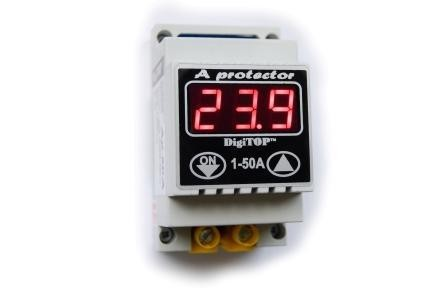 A protector
23.9
DigiTOP™
ON 1-50A